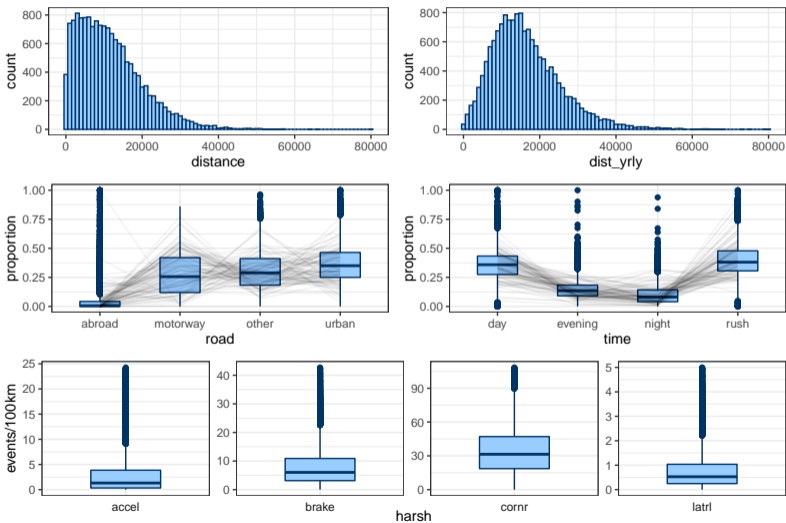 800
600
400
200
0
count
0 20000 40000 60000 80000
distance
800
600
400
200
0
count
0 20000 40000 60000 80000
dist_yrly
1.00
0.75
0.50
0.25
0.00
proportion
abroad motorway other urban
road
1.00
0.75
0.50
0.25
0.00
proportion
day evening night rush
time
25
20
15
10
5
0
events/100km
accel
40
30
20
10
0
brake
90
60
30
0
cornr
5
4
3
2
1
0
latrl
harsh